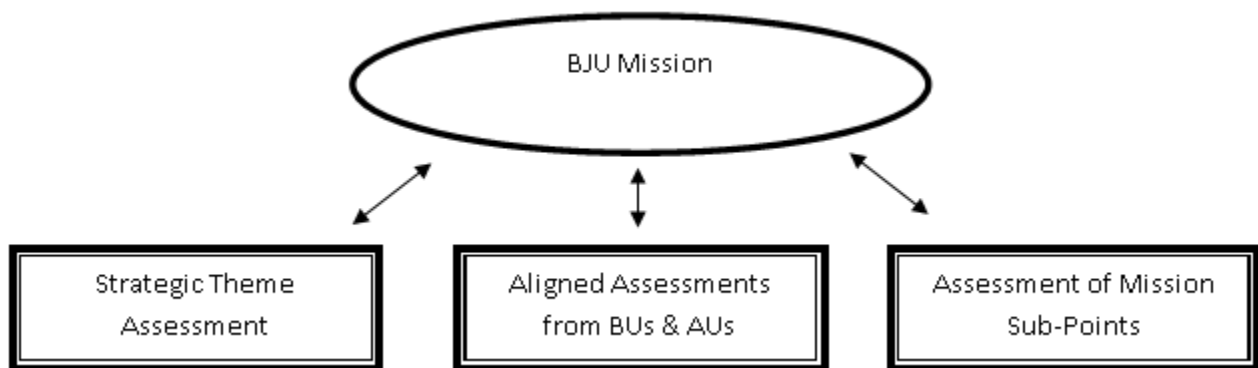 BJU Mission
Strategic Theme
Assessment
Aligned Assessments
from BUs & AUs
Assessment of Mission
Sub-Points